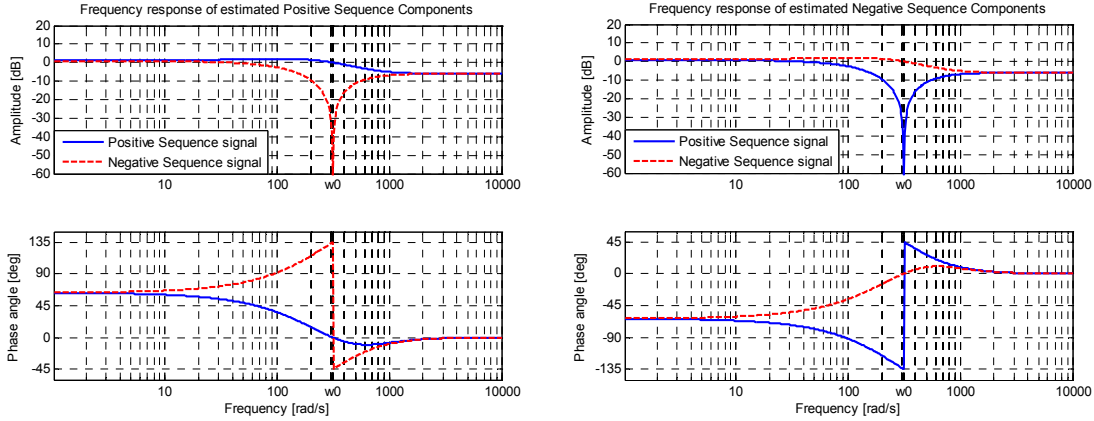 Frequency response of estimated Positive Sequence Components
20
10
0
-10
-20
-30
-40
-50
-60
Amplitude [dB]
Positive Sequence signal
Negative Sequence signal
10
100
w0
1000
10000
135
90
45
0
-45
Phase angle [deg]
10
100
w0
1000
10000
Frequency [rad/s]
Frequency response of estimated Negative Sequence Components
20
10
0
-10
-20
-30
-40
-50
-60
Amplitude [dB]
Positive Sequence signal
Negative Sequence signal
10
100
w0
1000
10000
45
0
-45
-90
-135
Phase angle [deg]
10
100
w0
1000
10000
Frequency [rad/s]